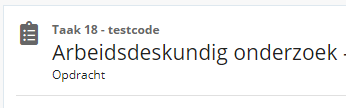 Taak 18 - testcode
Arbeidsdeskundig onderzoek -
Opdracht